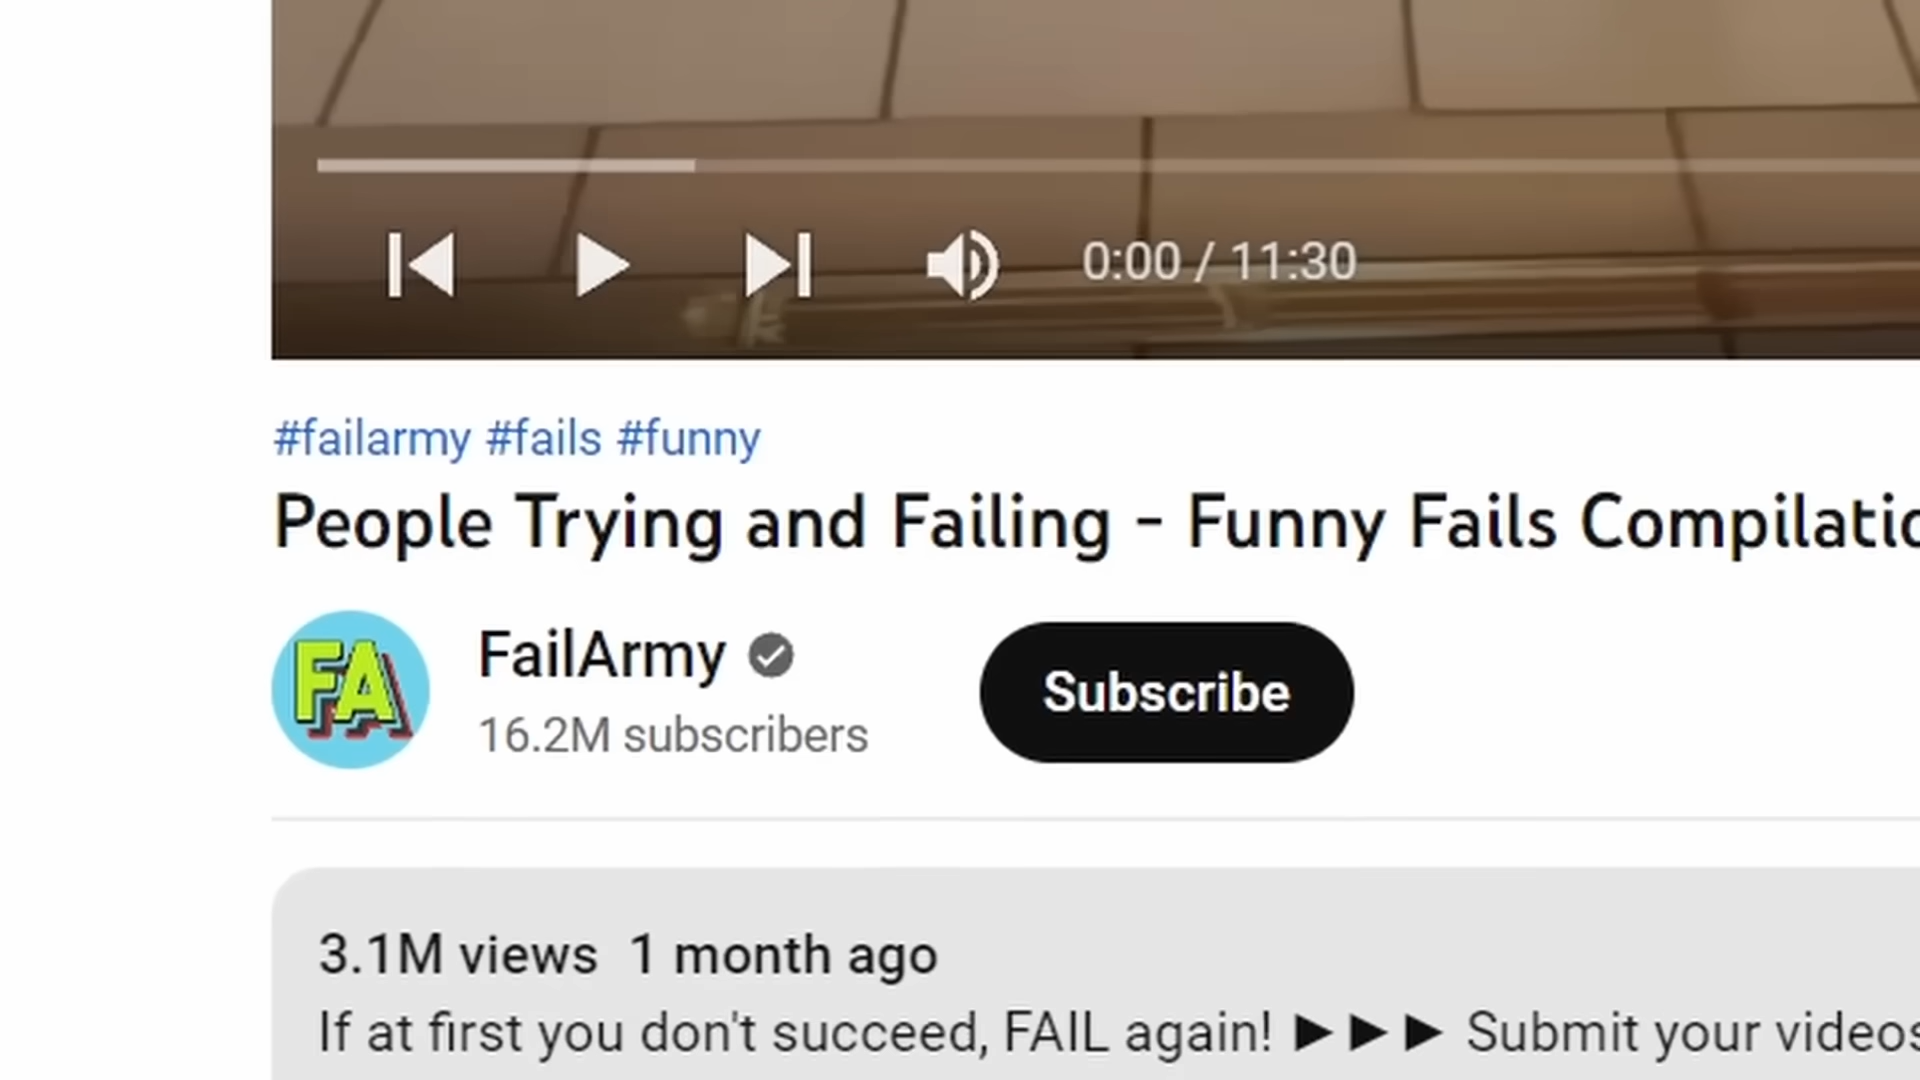 0:00 / 11:30
#failarmy #fails #funny
People Trying and Failing - Funny Fails Compilatio
FA
FailArmy
16.2M subscribers
Subscribe
3.1M views 1 month ago
If at first you don't succeed, FAIL again! ►►► Submit your videos